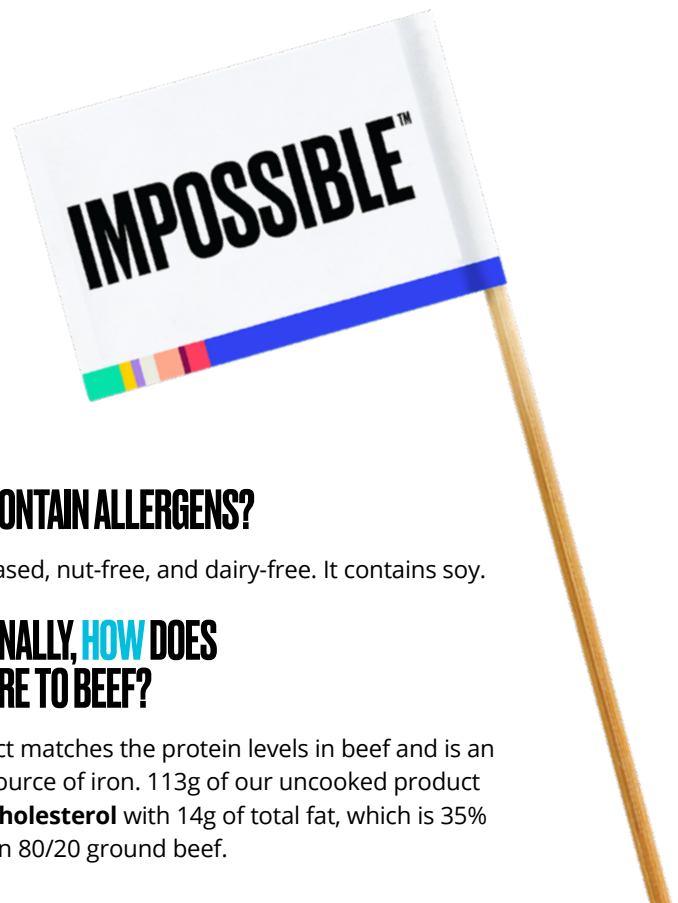 IMPOSSIBLE™
ONTAIN ALLERGENS?
ased, nut-free, and dairy-free. It contains soy.
NALLY, HOW DOES
RE TO BEEF?
ct matches the protein levels in beef and is an
ource of iron. 113g of our uncooked product
holesterol with 14g of total fat, which is 35%
n 80/20 ground beef.